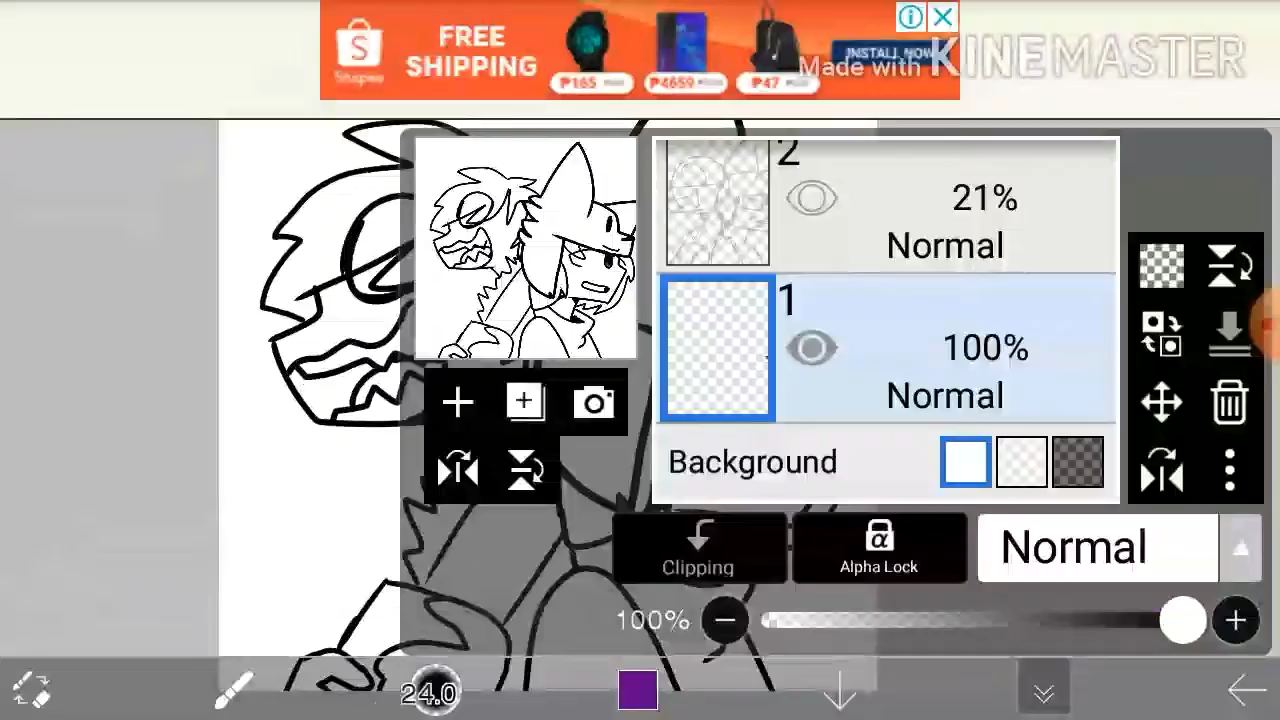 FREE
SHIPPING
Shopee
₱165
₱4659
₱47
INSTALL NOW
Made with KINEMASTER
2
21%
Normal
1
100%
Normal
Background
Clipping
Alpha Lock
Normal
100%
24.0